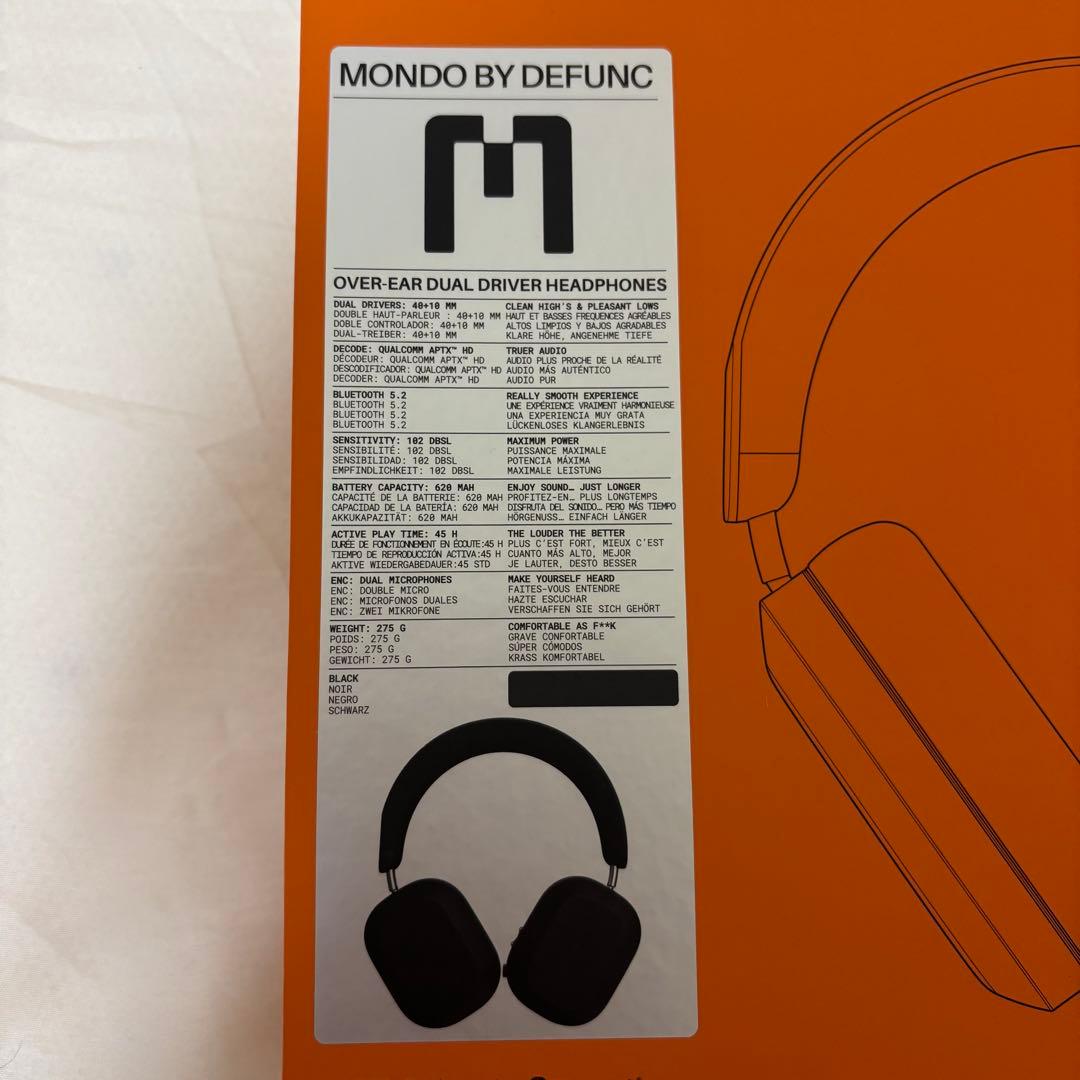 MONDO BY DEFUNC
M
OVER-EAR DUAL DRIVER HEADPHONES
DUAL DRIVERS: 40+10 MM CLEAN HIGH'S & PLEASANT LOWS
DOUBLE HAUT-PARLEUR : 40+10 MM HAUT ET BASSES FREQUENCES AGRÉABLES
DOBLE CONTROLADOR: 40+10 MM ALTOS LIMPIOS Y BAJOS AGRADABLES
DUAL-TREIBER: 40+10 MM KLARE HÖHE, ANGENEHME TIEFE
DECODE: QUALCOMM APTX™ HD TRUER AUDIO
DÉCODEUR: QUALCOMM APTX™ HD AUDIO PLUS PROCHE DE LA RÉALITÉ
DESCODIFICADOR: QUALCOMM APTX™ HD AUDIO MÁS AUTÉNTICO
DECODER: QUALCOMM APTX™ HD AUDIO PUR
BLUETOOTH 5.2 REALLY SMOOTH EXPERIENCE
BLUETOOTH 5.2 UNE EXPÉRIENCE VRAIMENT HARMONIEUSE
BLUETOOTH 5.2 UNA EXPERIENCIA MUY GRATA
BLUETOOTH 5.2 LÜCKENLOSES KLANGERLEBNIS
SENSITIVITY: 102 DBSL MAXIMUM POWER
SENSIBILITÉ: 102 DBSL PUISSANCE MAXIMALE
SENSIBILIDAD: 102 DBSL POTENCIA MÁXIMA
EMPFINDLICHKEIT: 102 DBSL MAXIMALE LEISTUNG
BATTERY CAPACITY: 620 MAH ENJOY SOUND… JUST LONGER
CAPACITÉ DE LA BATTERIE: 620 MAH PROFITEZ-EN… PLUS LONGTEMPS
CAPACIDAD DE LA BATERÍA: 620 MAH DISFRUTA DEL SONIDO… PERO MÁS TIEMPO
AKKUKAPAZITÄT: 620 MAH HÖRGENUSS… EINFACH LÄNGER
ACTIVE PLAY TIME: 45 H THE LOUDER THE BETTER
DURÉE DE FONCTIONNEMENT EN ÉCOUTE:45 H PLUS C'EST FORT, MIEUX C'EST
TIEMPO DE REPRODUCCIÓN ACTIVA:45 H CUANTO MÁS ALTO, MEJOR
AKTIVE WIEDERGABEDAUER:45 STD JE LAUTER, DESTO BESSER
ENC: DUAL MICROPHONES MAKE YOURSELF HEARD
ENC: DOUBLE MICRO FAITES-VOUS ENTENDRE
ENC: MICROFONOS DUALES HAZTE ESCUCHAR
ENC: ZWEI MIKROFONE VERSCHAFFEN SIE SICH GEHÖRT
WEIGHT: 275 G COMFORTABLE AS F**K
POIDS: 275 G GRAVE CONFORTABLE
PESO: 275 G SÚPER CÓMODOS
GEWICHT: 275 G KRASS KOMFORTABEL
BLACK
NOIR
NEGRO
SCHWARZ